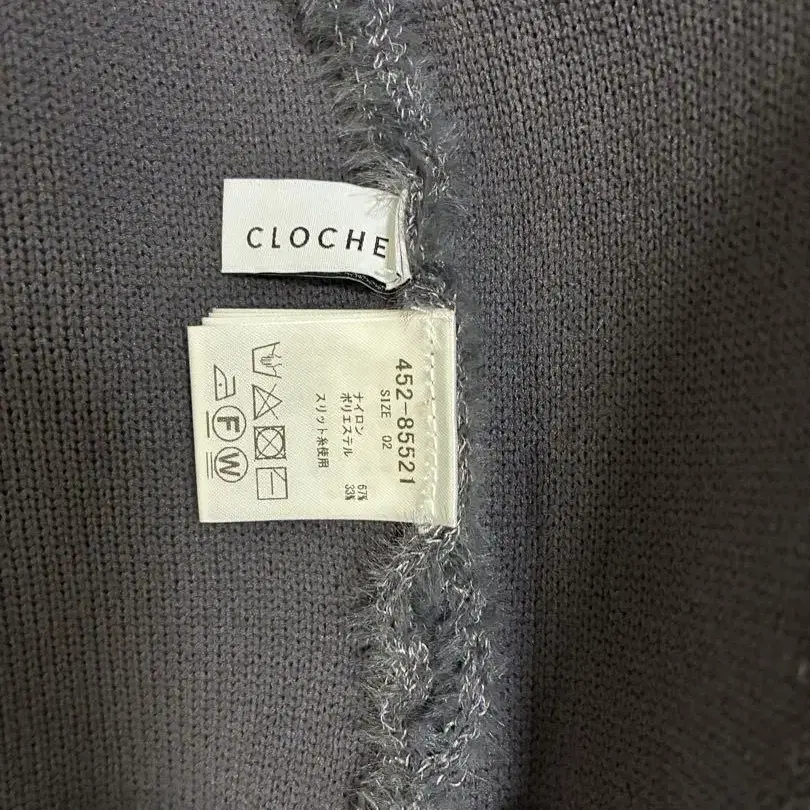 CLOCHE
452-85521
SIZE 02
ナイロン 67%
ポリエステル 33%
スリット糸使用
F W